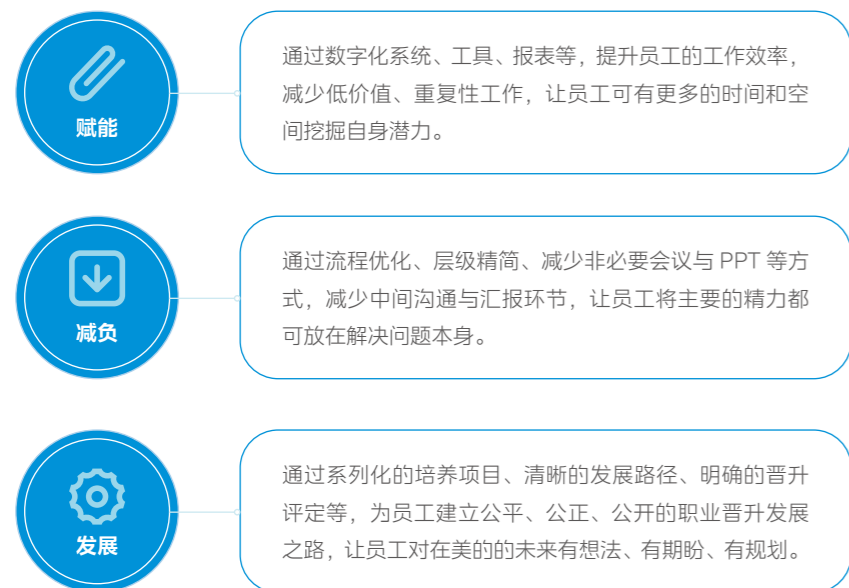 赋能
通过数字化系统、工具、报表等，提升员工的工作效率，
减少低价值、重复性工作，让员工可有更多的时间和空
间挖掘自身潜力。
减负
通过流程优化、层级精简、减少非必要会议与 PPT 等方
式，减少中间沟通与汇报环节，让员工将主要的精力都
可放在解决问题本身。
发展
通过系列化的培养项目、清晰的发展路径、明确的晋升
评定等，为员工建立公平、公正、公开的职业晋升发展
之路，让员工对在美的的未来有想法、有期盼、有规划。